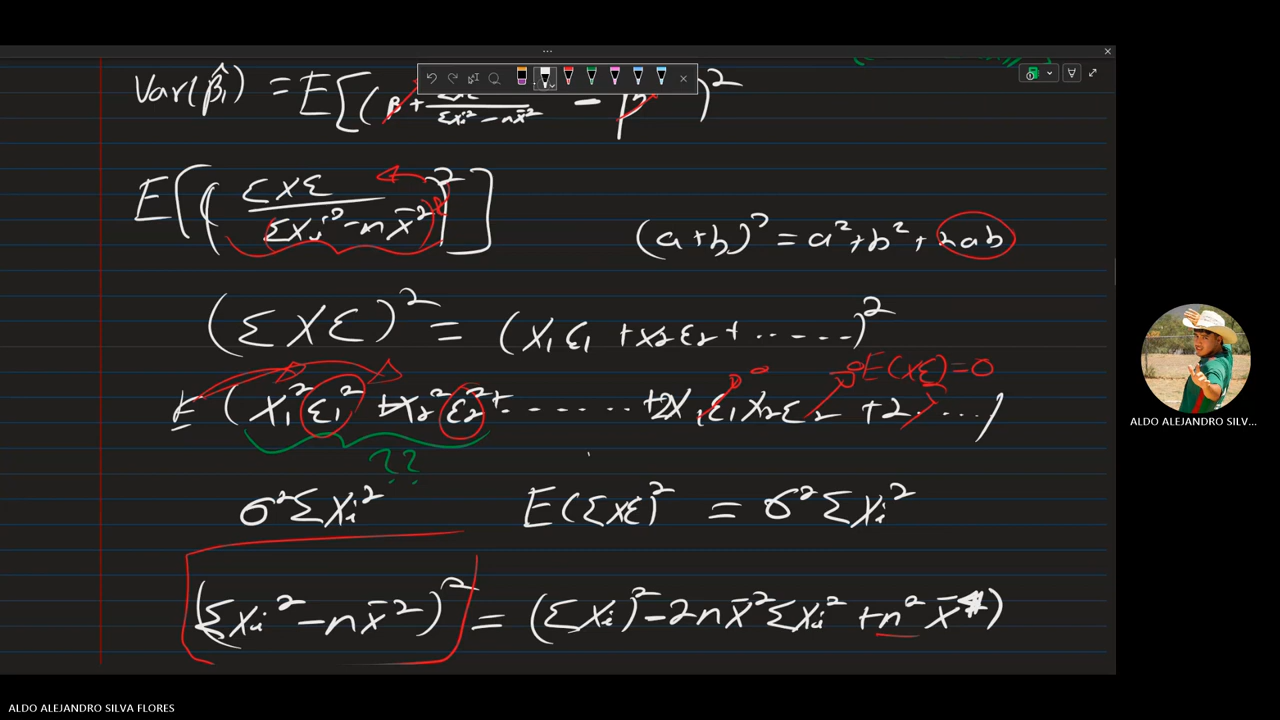 Var(β̂₁) = E[(β + ΣXε / ΣXi² − nx̄² − β)²
E[(ΣXε / ΣXi² − nx̄²)²]
(a+b)² = a² + b² + 2ab
(ΣXε)² = (X₁ε₁ + X₂ε₂ + ......)²
E(Xε) = 0
E (X₁²ε₁² + X₂²ε₂² + ....... + 2X₁ε₁X₂ε₂ + 2 ....)
??
σ²ΣXi² E(ΣXε)² = σ²ΣXi²
(ΣXi² − nx̄²)² = (ΣXi)² − 2nx̄²ΣXi² + n²x̄⁴)
ALDO ALEJANDRO SILVA V...
ALDO ALEJANDRO SILVA FLORES